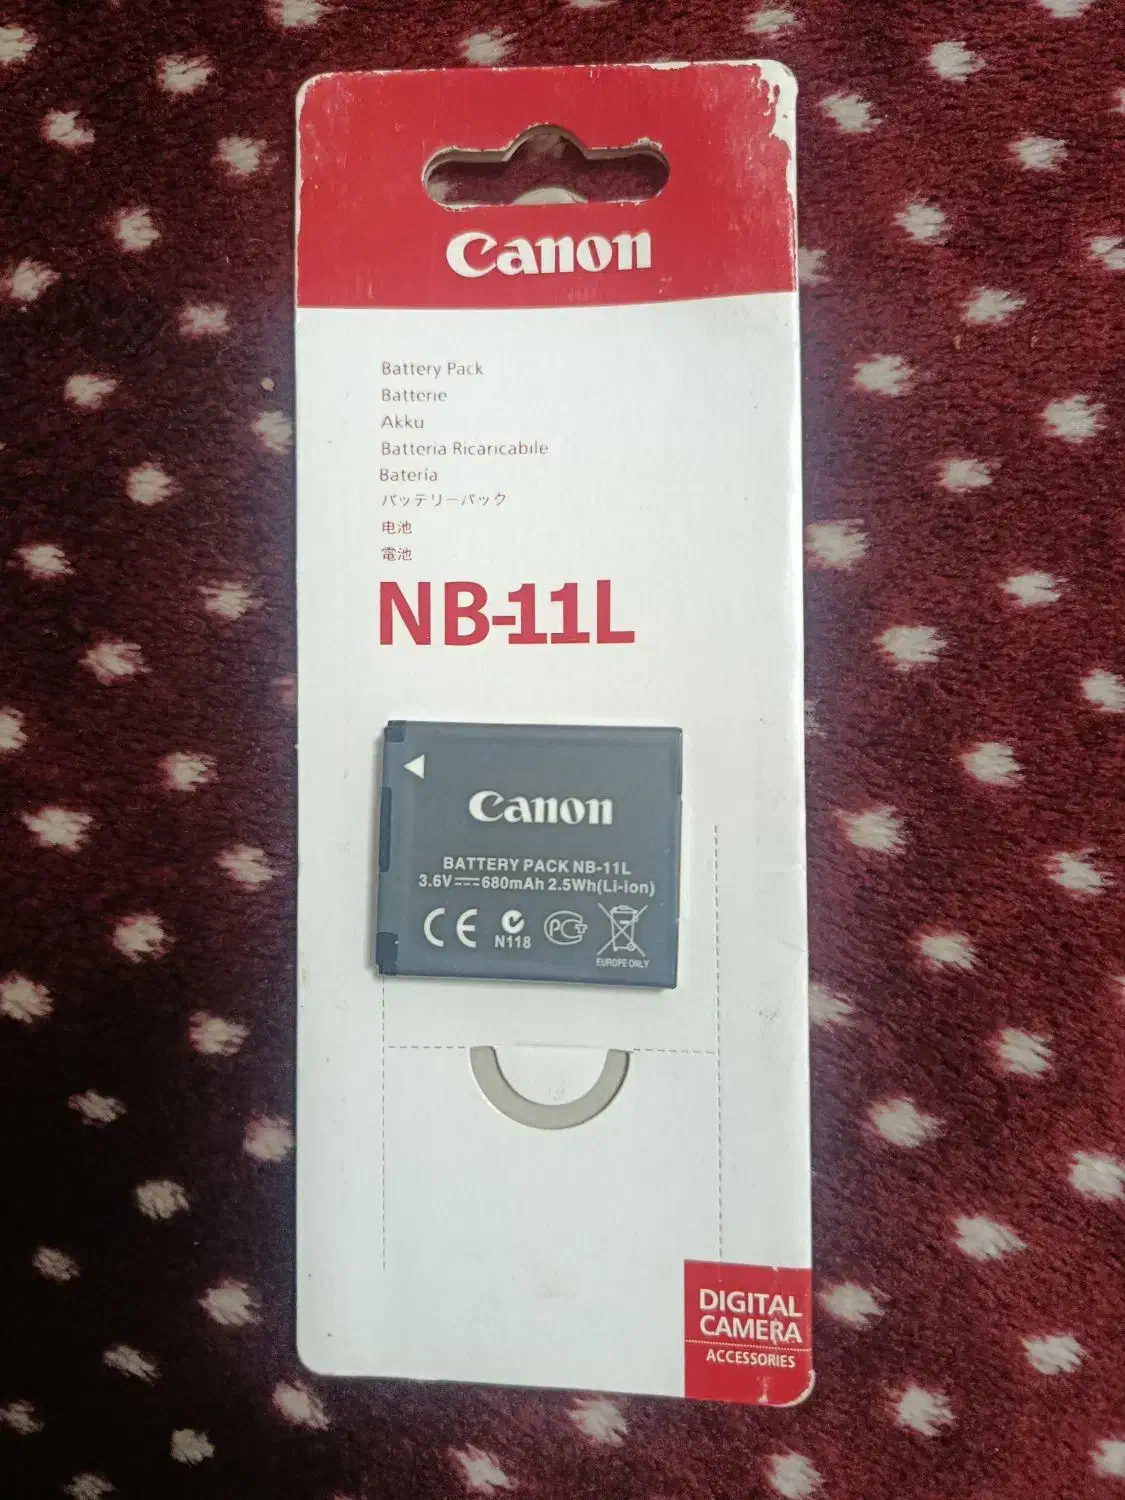 Canon
Battery Pack
Batterie
Akku
Batteria Ricaricabile
Batería
バッテリーパック
电池
電池
NB-11L
Canon
BATTERY PACK NB-11L
3.6V⎓680mAh 2.5Wh(Li-ion)
CE
N118
PCT
EUROPE ONLY
DIGITAL
CAMERA
ACCESSORIES